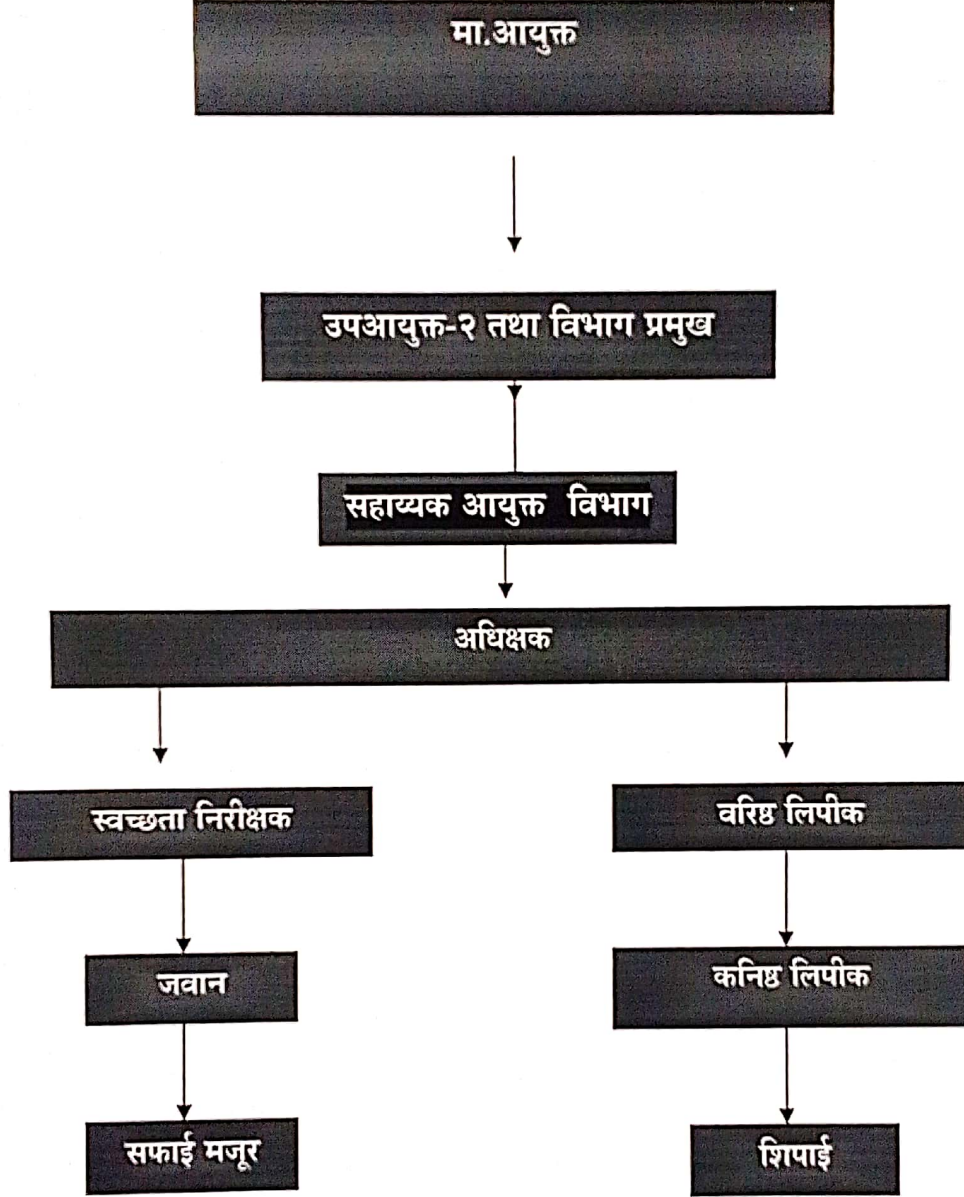 मा.आयुक्त
उपआयुक्त-२ तथा विभाग प्रमुख
सहाय्यक आयुक्त विभाग
अधिक्षक
स्वच्छता निरीक्षक
वरिष्ठ लिपीक
जवान
कनिष्ठ लिपीक
सफाई मजूर
शिपाई